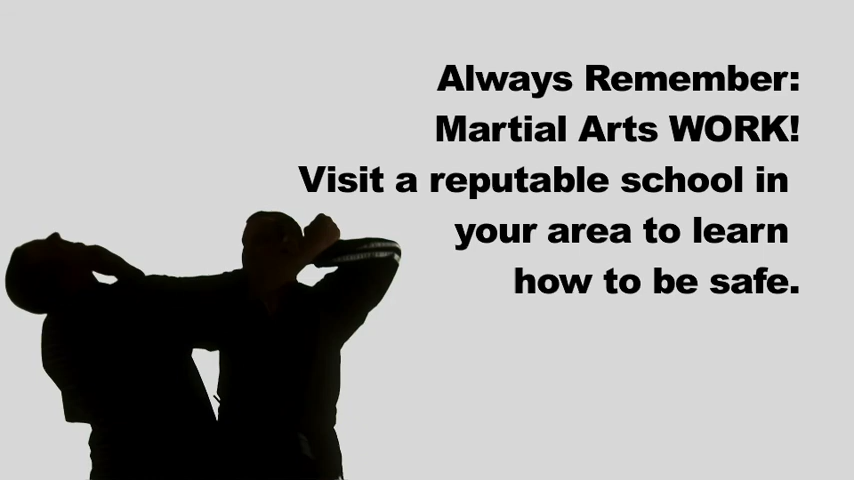 Always Remember:
Martial Arts WORK!
Visit a reputable school in
your area to learn
how to be safe.